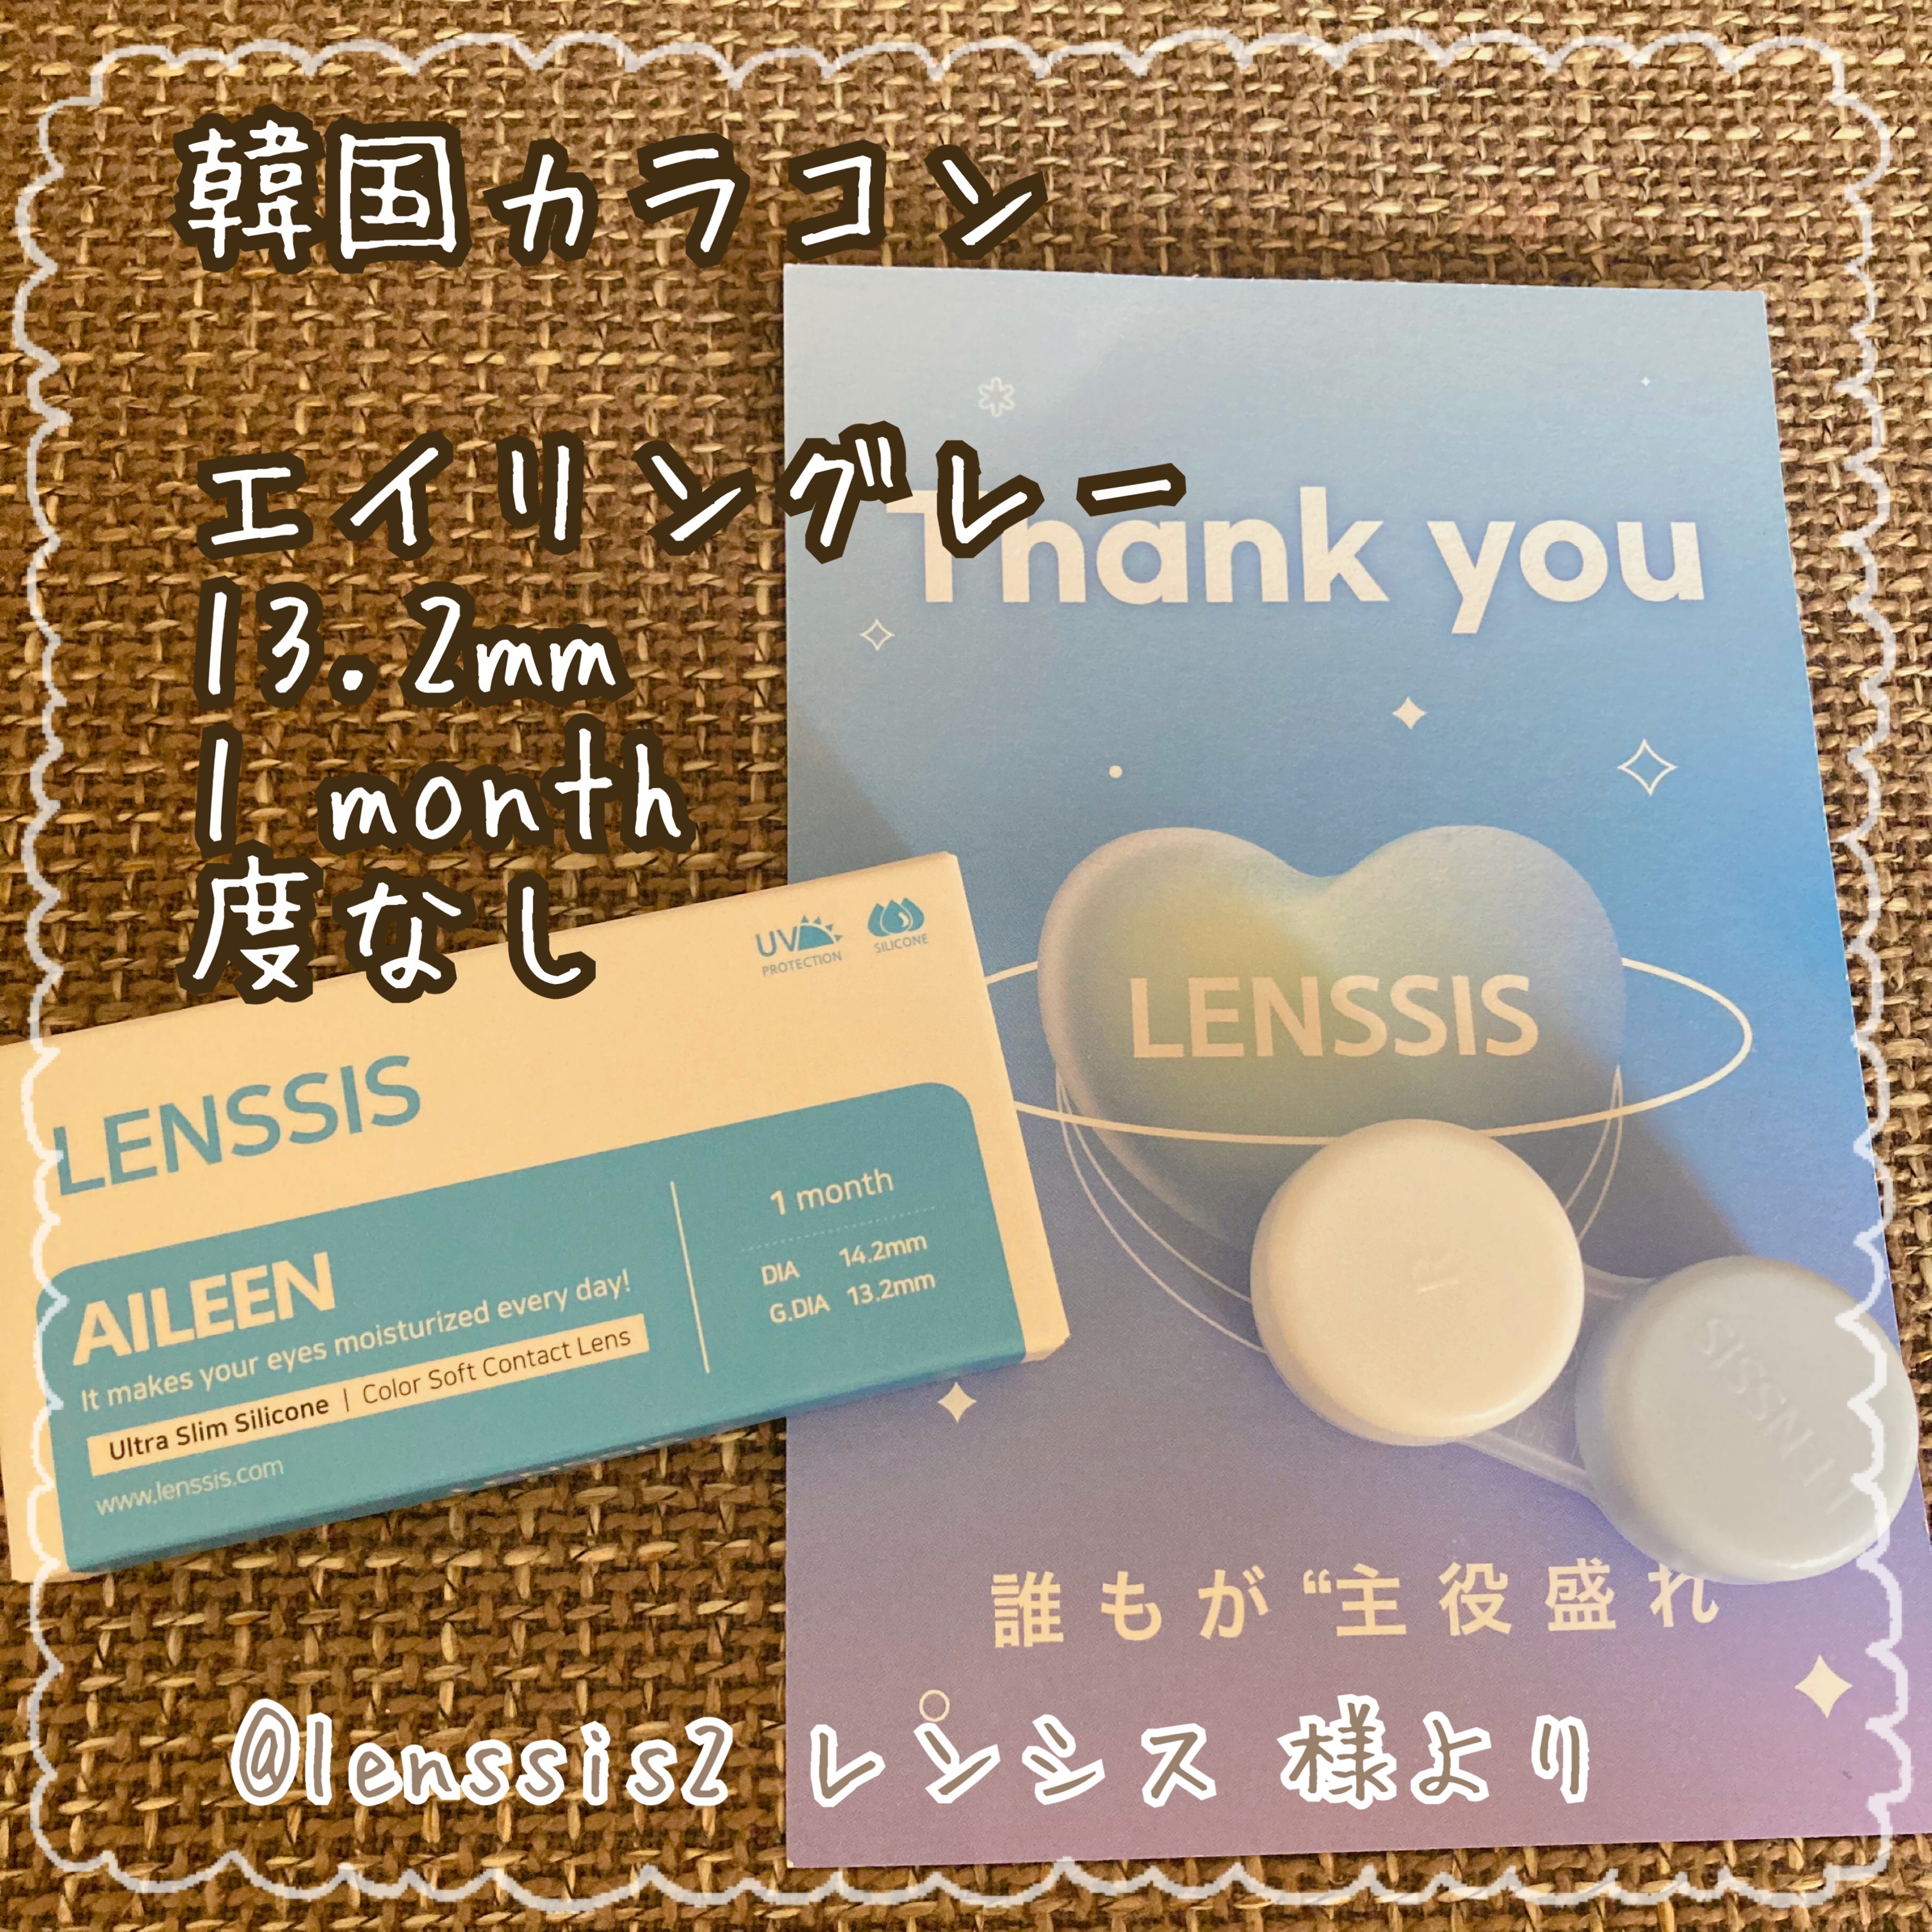 韓国カラコン
エイリングレー
13.2mm
1 month
度なし
Thank you
LENSSIS
UV
PROTECTION
SILICONE
LENSSIS
AILEEN
It makes your eyes moisturized every day!
Ultra Slim Silicone | Color Soft Contact Lens
www.lenssis.com
1 month
DIA 14.2mm
G.DIA 13.2mm
R
LENSSIS
誰もが“主役盛れ
@lenssis2 レンシス 様より